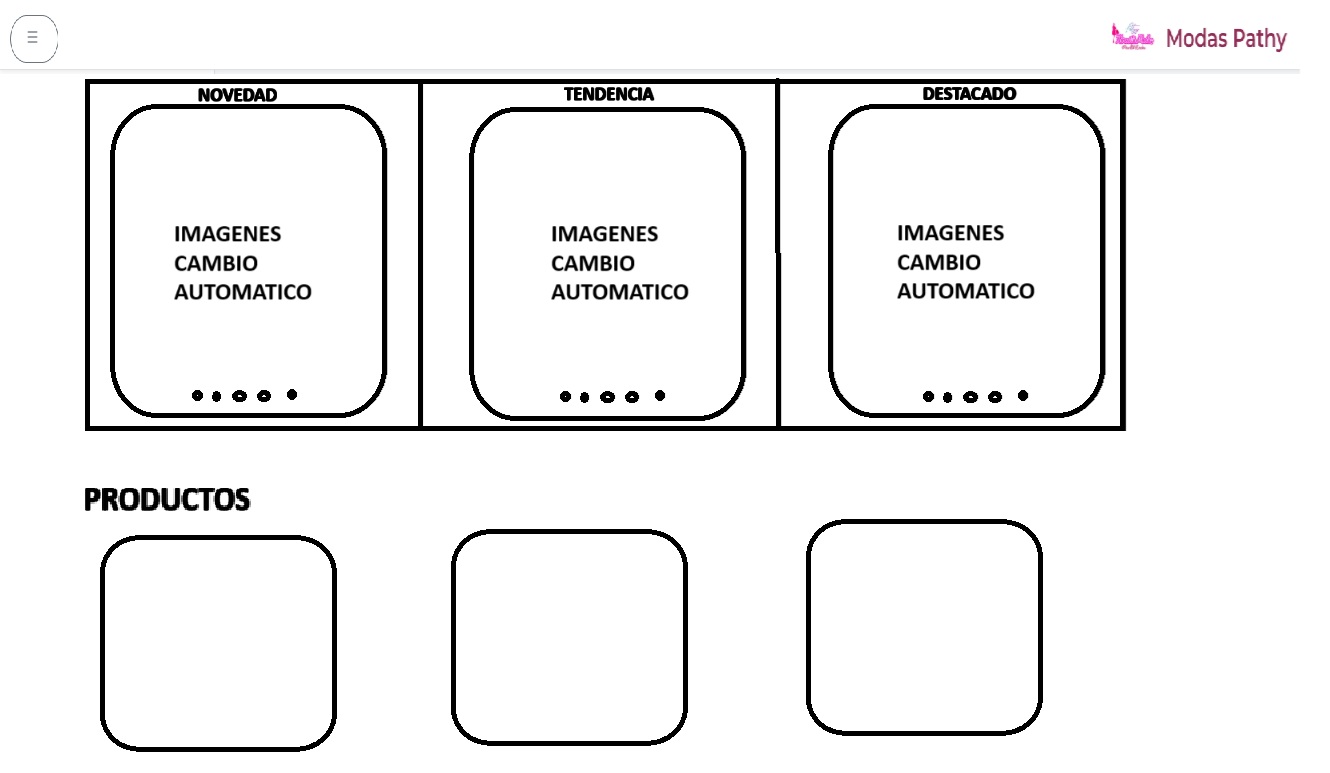 Modas Pathy
NOVEDAD
TENDENCIA
DESTACADO
IMAGENES
CAMBIO
AUTOMATICO
IMAGENES
CAMBIO
AUTOMATICO
IMAGENES
CAMBIO
AUTOMATICO
PRODUCTOS